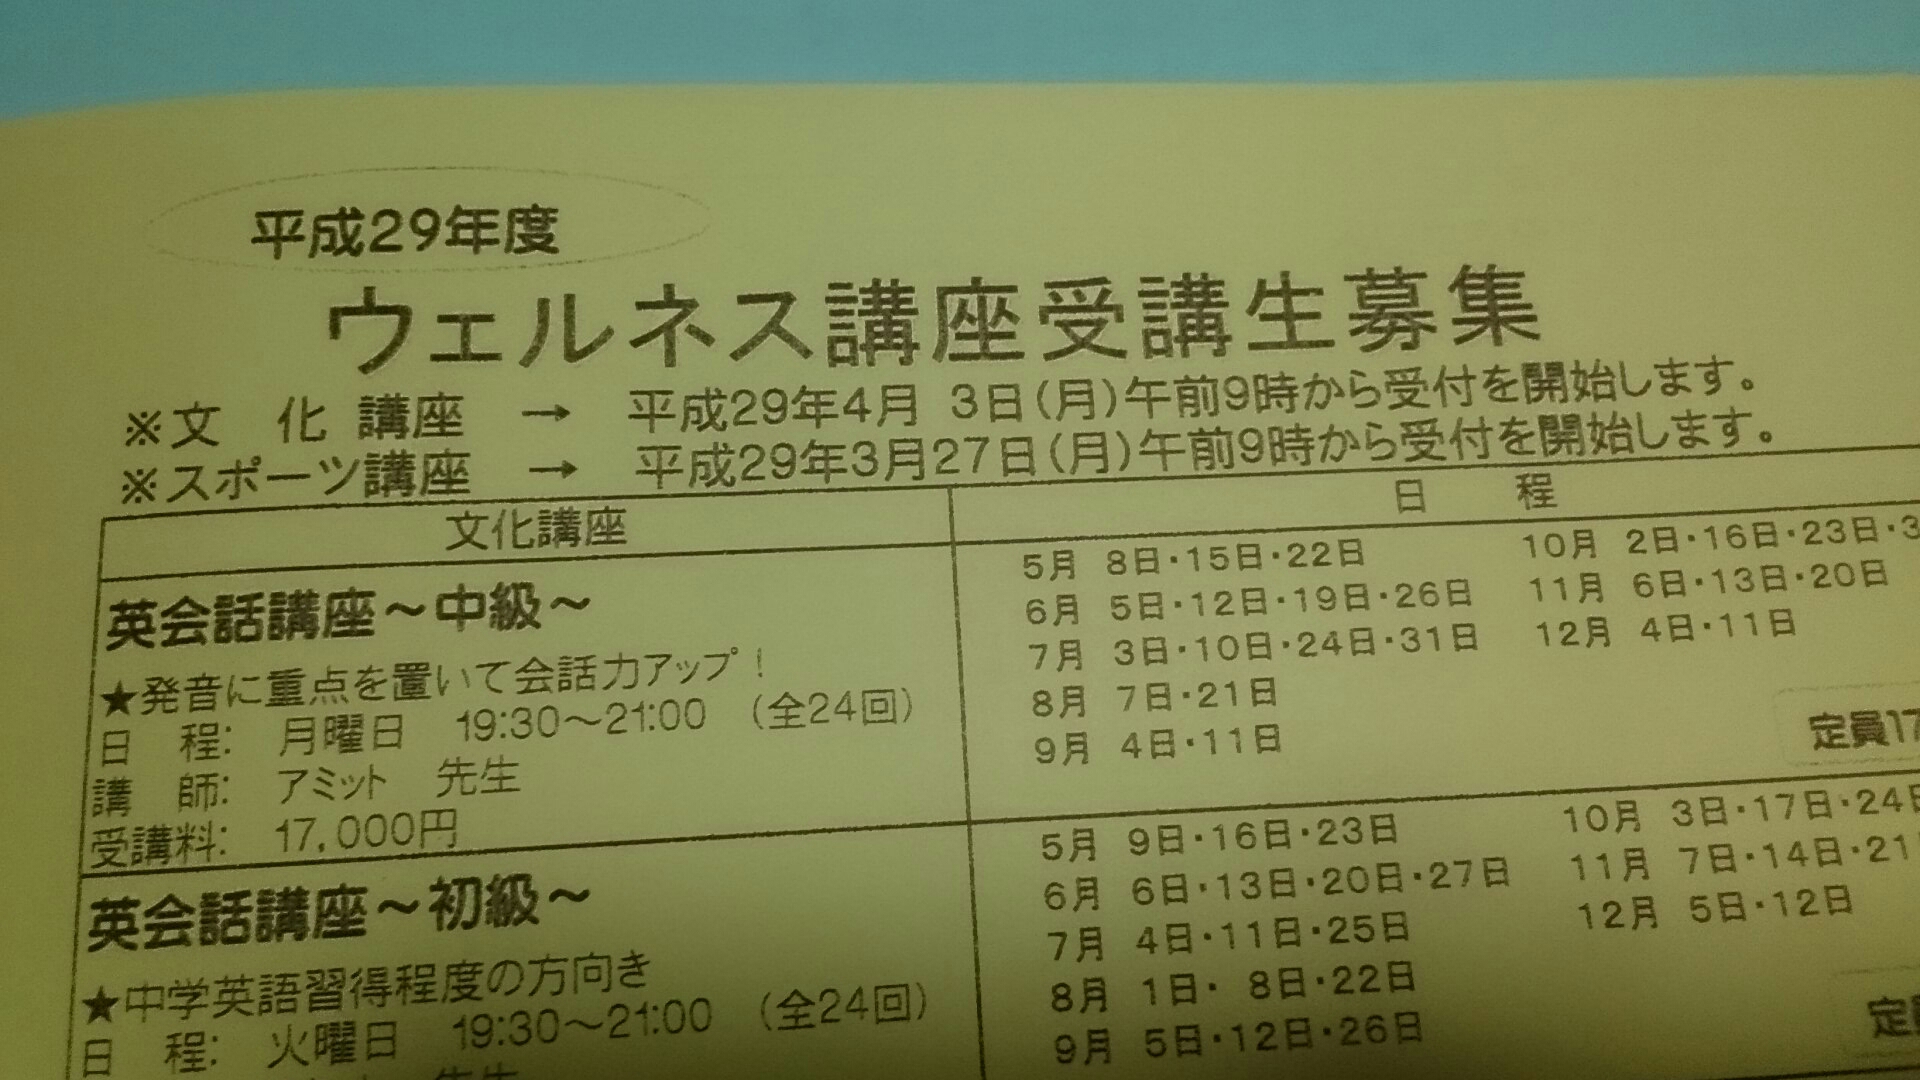 平成29年度
ウェルネス講座受講生募集
※文 化 講座 → 平成29年4月 3日(月)午前9時から受付を開始します。
※スポーツ講座 → 平成29年3月27日(月)午前9時から受付を開始します。
文化講座
日 程
英会話講座～中級～
★発音に重点を置いて会話力アップ!
日 程: 月曜日 19:30～21:00 (全24回)
講 師: アミット 先生
受講料: 17,000円
5月 8日・15日・22日
6月 5日・12日・19日・26日
7月 3日・10日・24日・31日
8月 7日・21日
9月 4日・11日
10月 2日・16日・23日・3
11月 6日・13日・20日
12月 4日・11日
定員17
英会話講座～初級～
★中学英語習得程度の方向き
日 程: 火曜日 19:30～21:00 (全24回)
先生
5月 9日・16日・23日
6月 6日・13日・20日・27日
7月 4日・11日・25日
8月 1日・ 8日・22日
9月 5日・12日・26日
10月 3日・17日・24日
11月 7日・14日・21
12月 5日・12日
定員